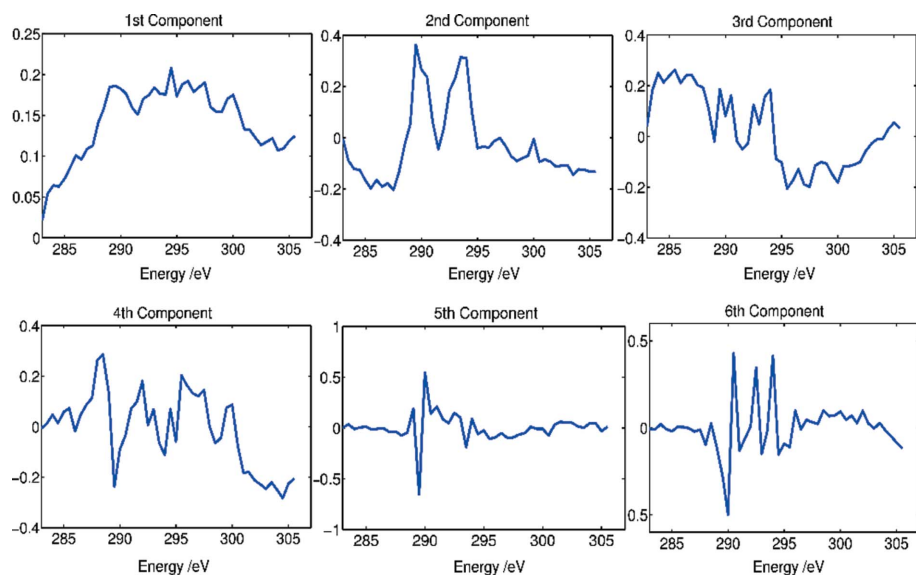 1st Component
2nd Component
3rd Component
0.25
0.2
0.15
0.1
0.05
0
285 290 295 300 305
Energy /eV
0.4
0.2
0
−0.2
−0.4
285 290 295 300 305
Energy /eV
0.4
0.2
0
−0.2
−0.4
285 290 295 300 305
Energy /eV
4th Component
5th Component
6th Component
0.4
0.2
0
−0.2
−0.4
285 290 295 300 305
Energy /eV
1
0.5
0
−0.5
−1
285 290 295 300 305
Energy /eV
0.5
0
0.5
285 290 295 300 305
Energy /eV